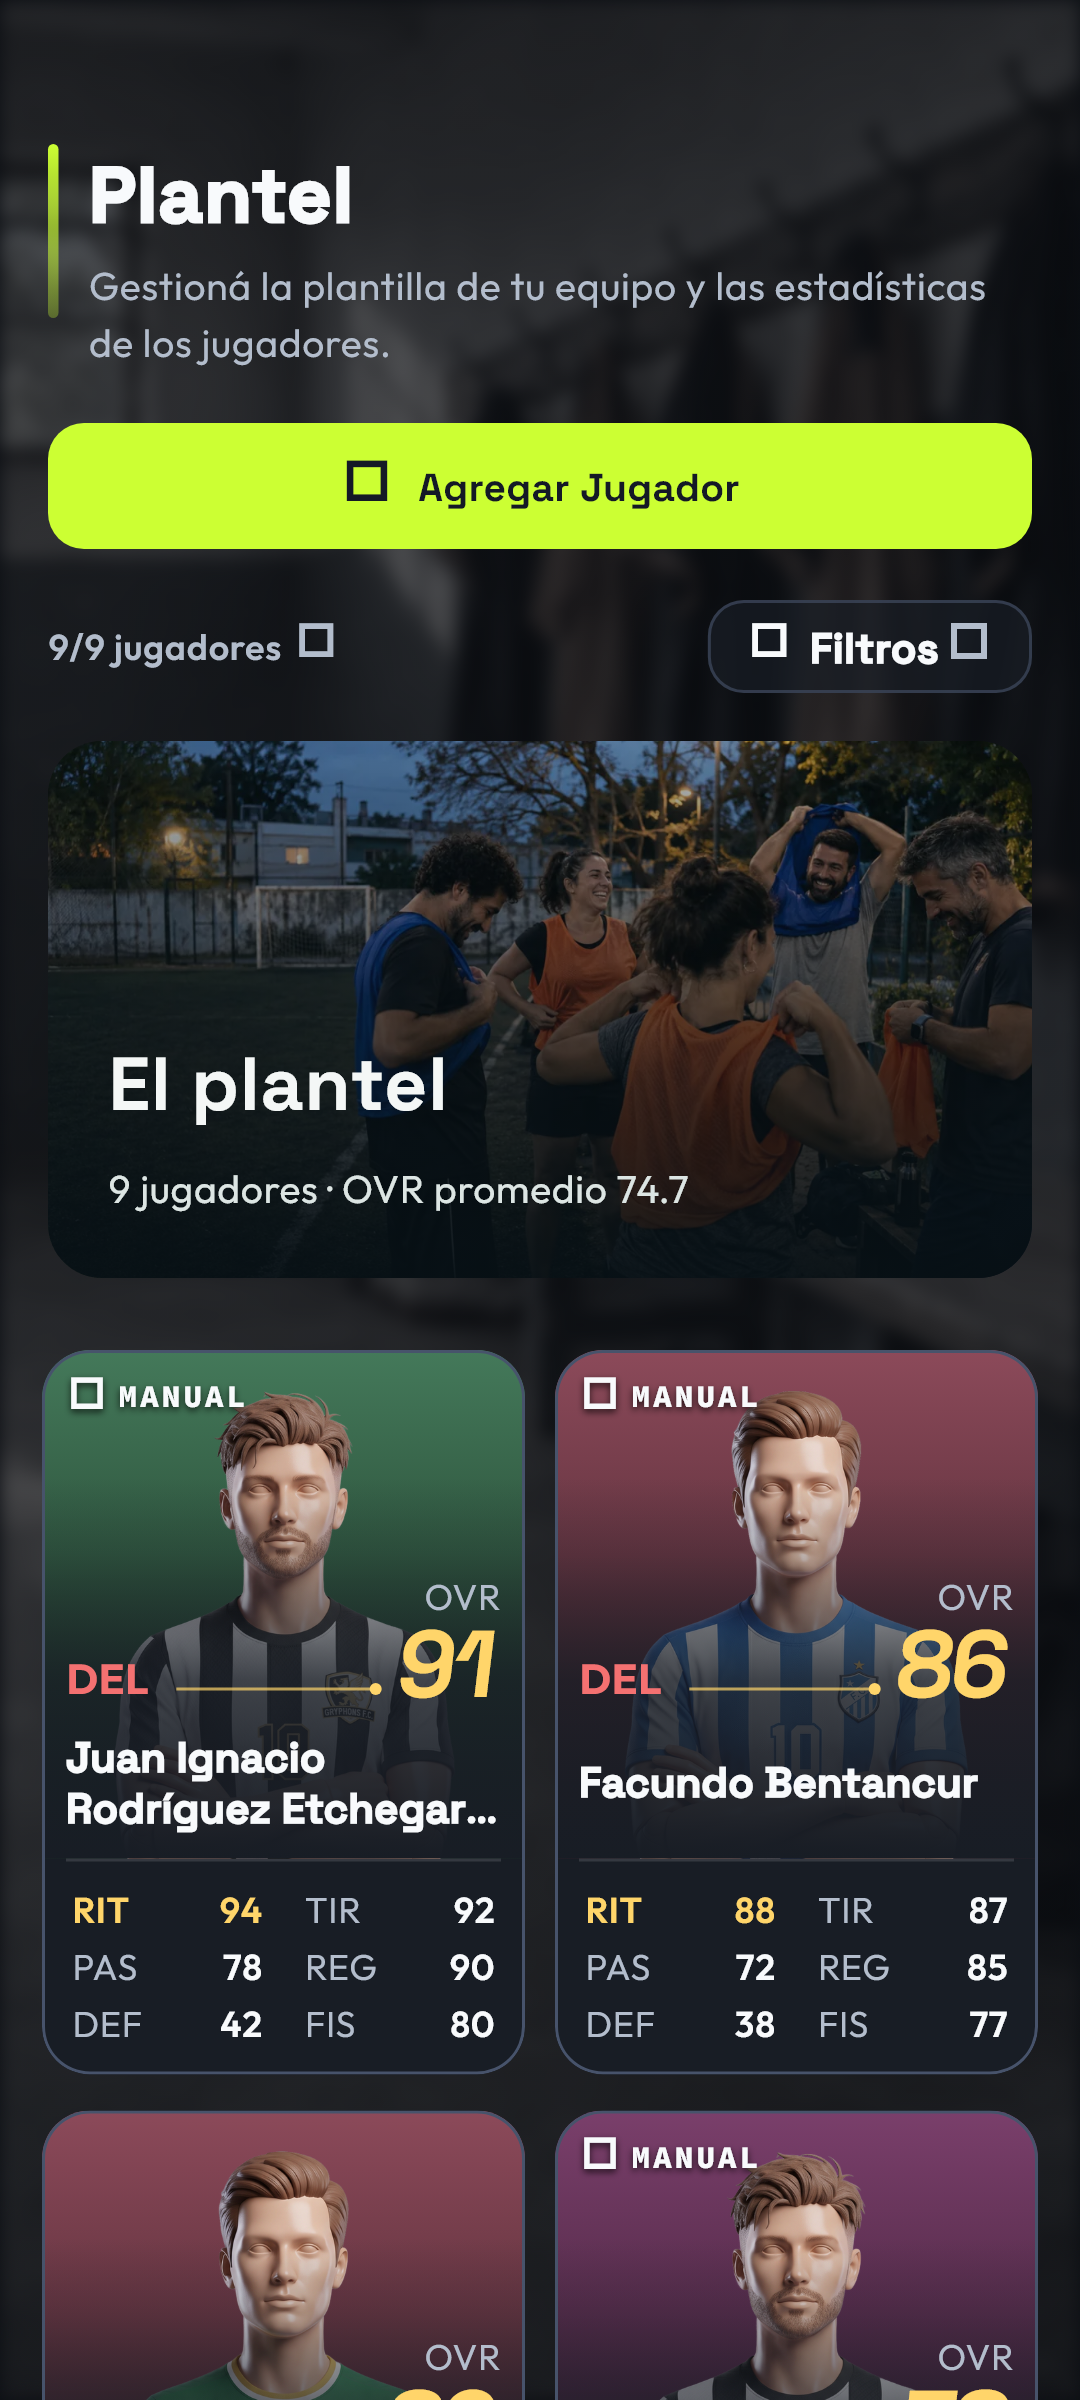 Plantel
Gestioná la plantilla de tu equipo y las estadísticas
de los jugadores.
Agregar Jugador
9/9 jugadores
Filtros
El plantel
9 jugadores · OVR promedio 74.7
MANUAL
OVR
DEL
91
GRYPHONS F.C.
10
Juan Ignacio
Rodríguez Etchegar...
RIT 94 TIR 92
PAS 78 REG 90
DEF 42 FIS 80
MANUAL
OVR
DEL
86
10
Facundo Bentancur
RIT 88 TIR 87
PAS 72 REG 85
DEF 38 FIS 77
OVR
MANUAL
OVR